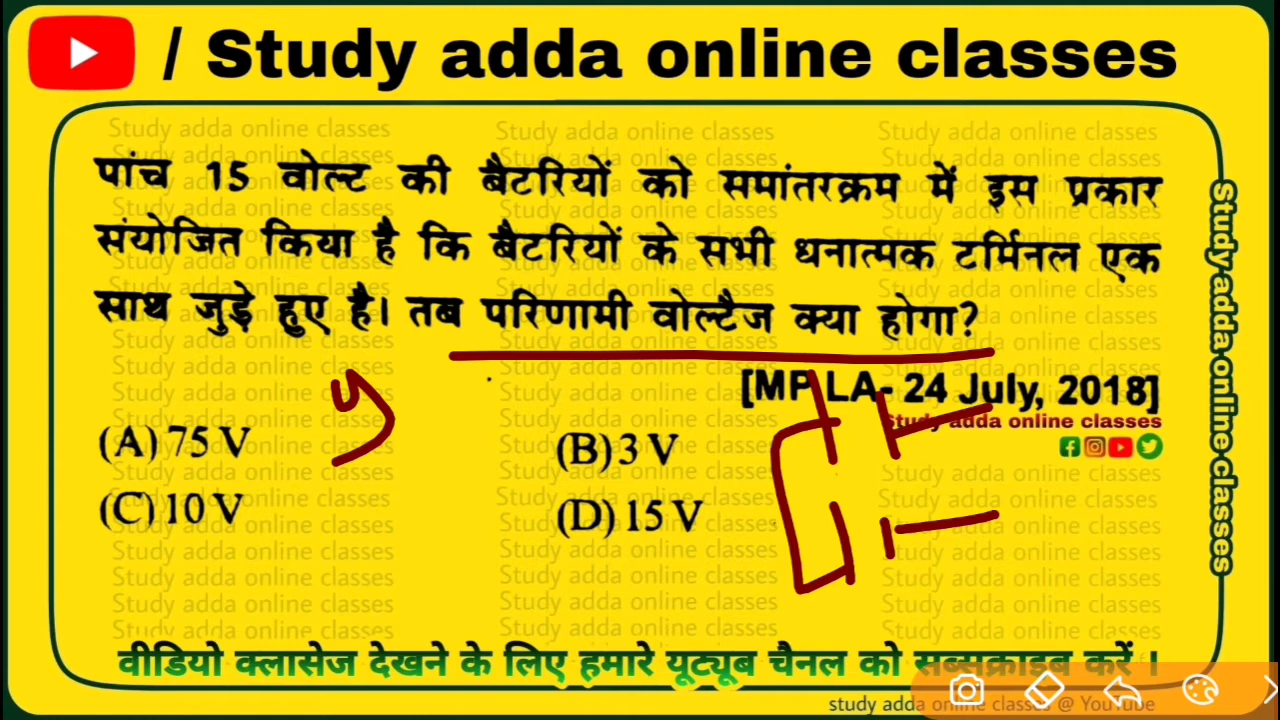 / Study adda online classes
पांच 15 वोल्ट की बैटरियों को समांतरक्रम में इस प्रकार
संयोजित किया है कि बैटरियों के सभी धनात्मक टर्मिनल एक
साथ जुड़े हुए है। तब परिणामी वोल्टैज क्या होगा?
[MP LA- 24 July, 2018]
Study adda online classes
(A) 75 V
(B) 3 V
(C) 10 V
(D) 15 V
Study adda online classes
वीडियो क्लासेज देखने के लिए हमारे यूट्यूब चैनल को सब्सक्राइब करें ।
study adda online classes @ YouTube